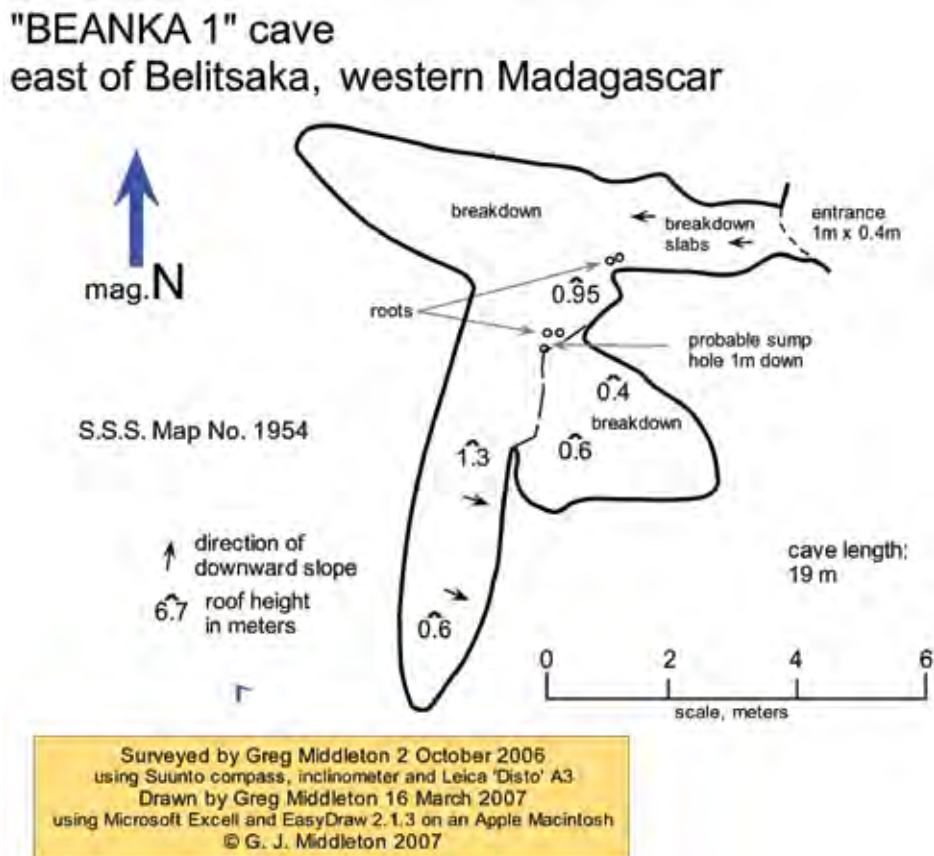 "BEANKA 1" cave
east of Belitsaka, western Madagascar
mag.N
breakdown
breakdown
slabs
entrance
1m x 0.4m
0.95
roots
probable sump
hole 1m down
0.4
breakdown
S.S.S. Map No. 1954
1.3
0.6
direction of
downward slope
6.7
roof height
in meters
0.6
cave length:
19 m
0 2 4 6
scale, meters
Surveyed by Greg Middleton 2 October 2006
using Suunto compass, inclinometer and Leica 'Disto' A3
Drawn by Greg Middleton 16 March 2007
using Microsoft Excell and EasyDraw 2.1.3 on an Apple Macintosh
© G. J. Middleton 2007